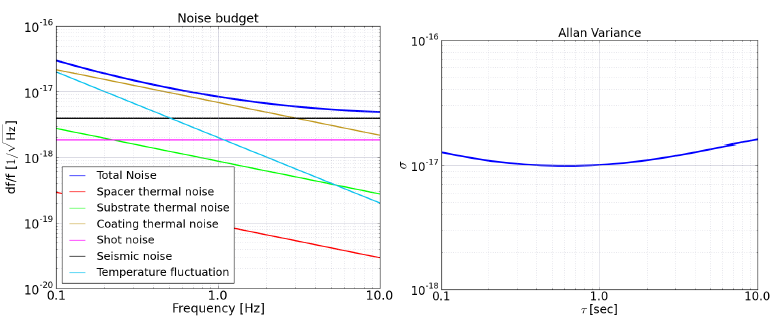 Noise budget
10^-16
10^-17
10^-18
10^-19
10^-20
df/f [1/√Hz]
Total Noise
Spacer thermal noise
Substrate thermal noise
Coating thermal noise
Shot noise
Seismic noise
Temperature fluctuation
0.1 1.0 10.0
Frequency [Hz]
Allan Variance
10^-16
10^-17
10^-18
σ
0.1 1.0 10.0
τ [sec]